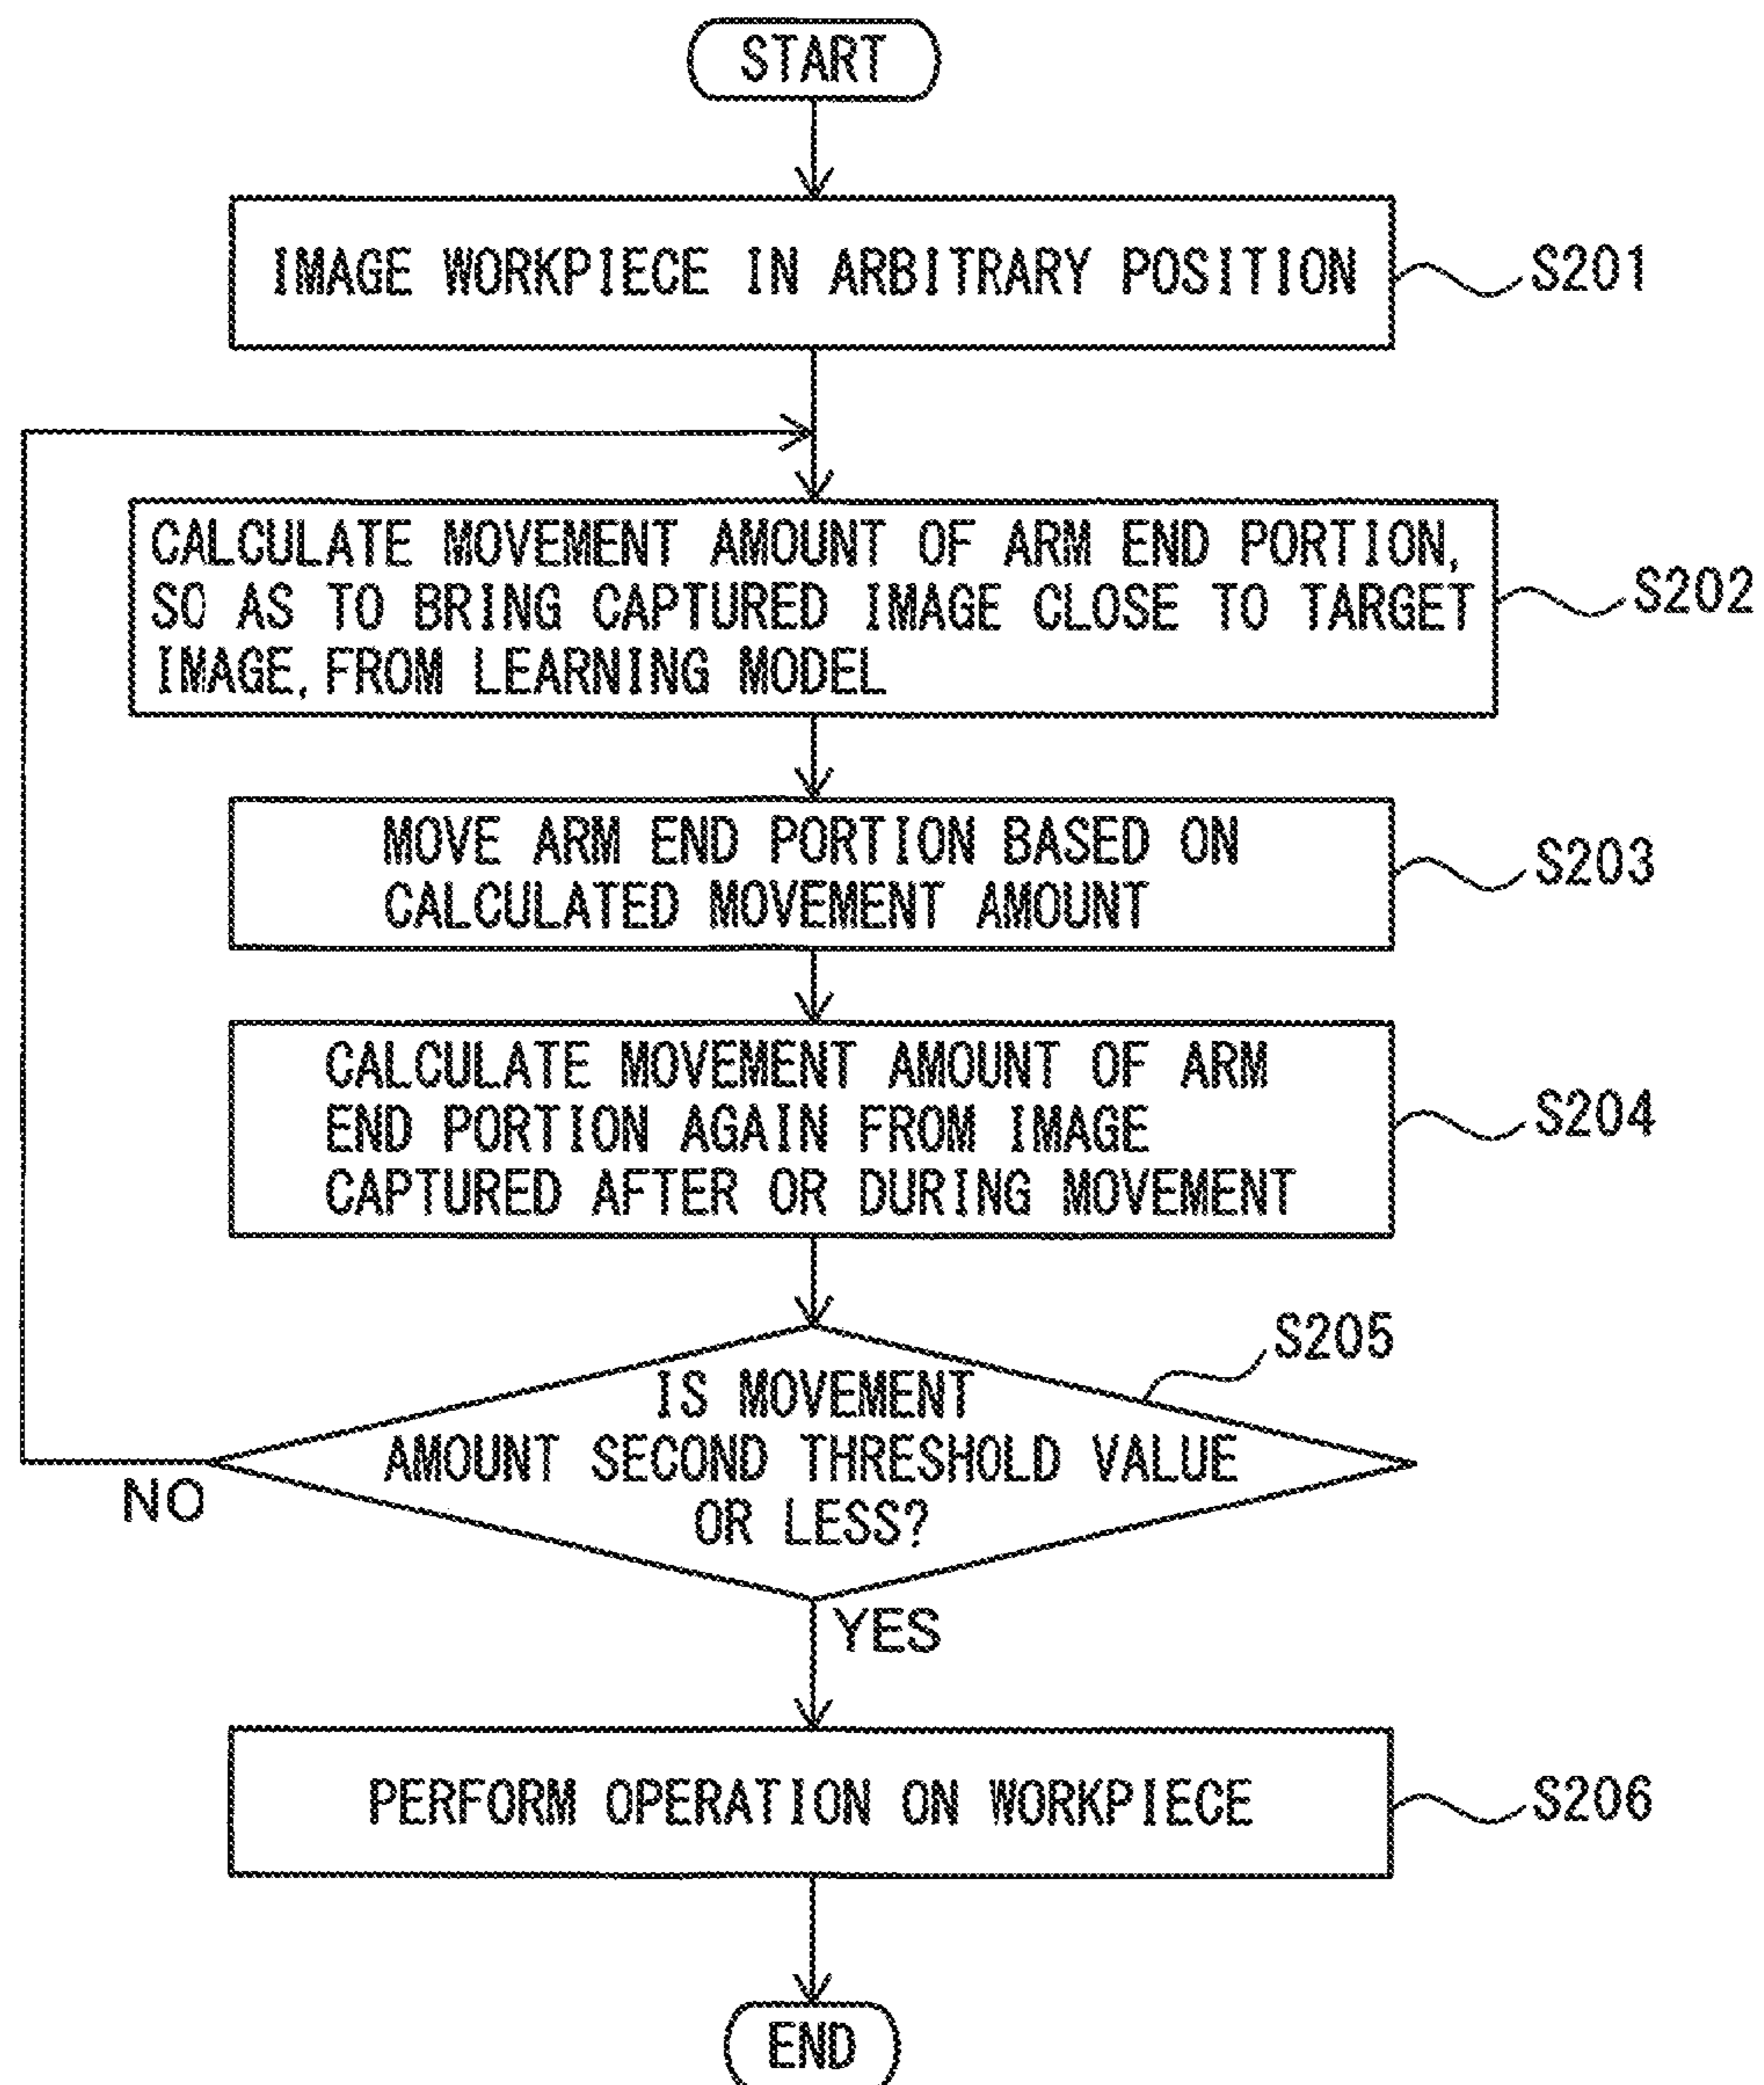 START
IMAGE WORKPIECE IN ARBITRARY POSITION
S201
CALCULATE MOVEMENT AMOUNT OF ARM END PORTION,
SO AS TO BRING CAPTURED IMAGE CLOSE TO TARGET
IMAGE, FROM LEARNING MODEL
S202
MOVE ARM END PORTION BASED ON
CALCULATED MOVEMENT AMOUNT
S203
CALCULATE MOVEMENT AMOUNT OF ARM
END PORTION AGAIN FROM IMAGE
CAPTURED AFTER OR DURING MOVEMENT
S204
S205
IS MOVEMENT
AMOUNT SECOND THRESHOLD VALUE
OR LESS?
NO
YES
PERFORM OPERATION ON WORKPIECE
S206
END